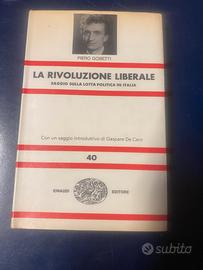 PIERO GOBETTI
LA RIVOLUZIONE LIBERALE
SAGGIO SULLA LOTTA POLITICA IN ITALIA
Con un saggio introduttivo di Gaspare De Caro
40
EINAUDI EDITORE
subito